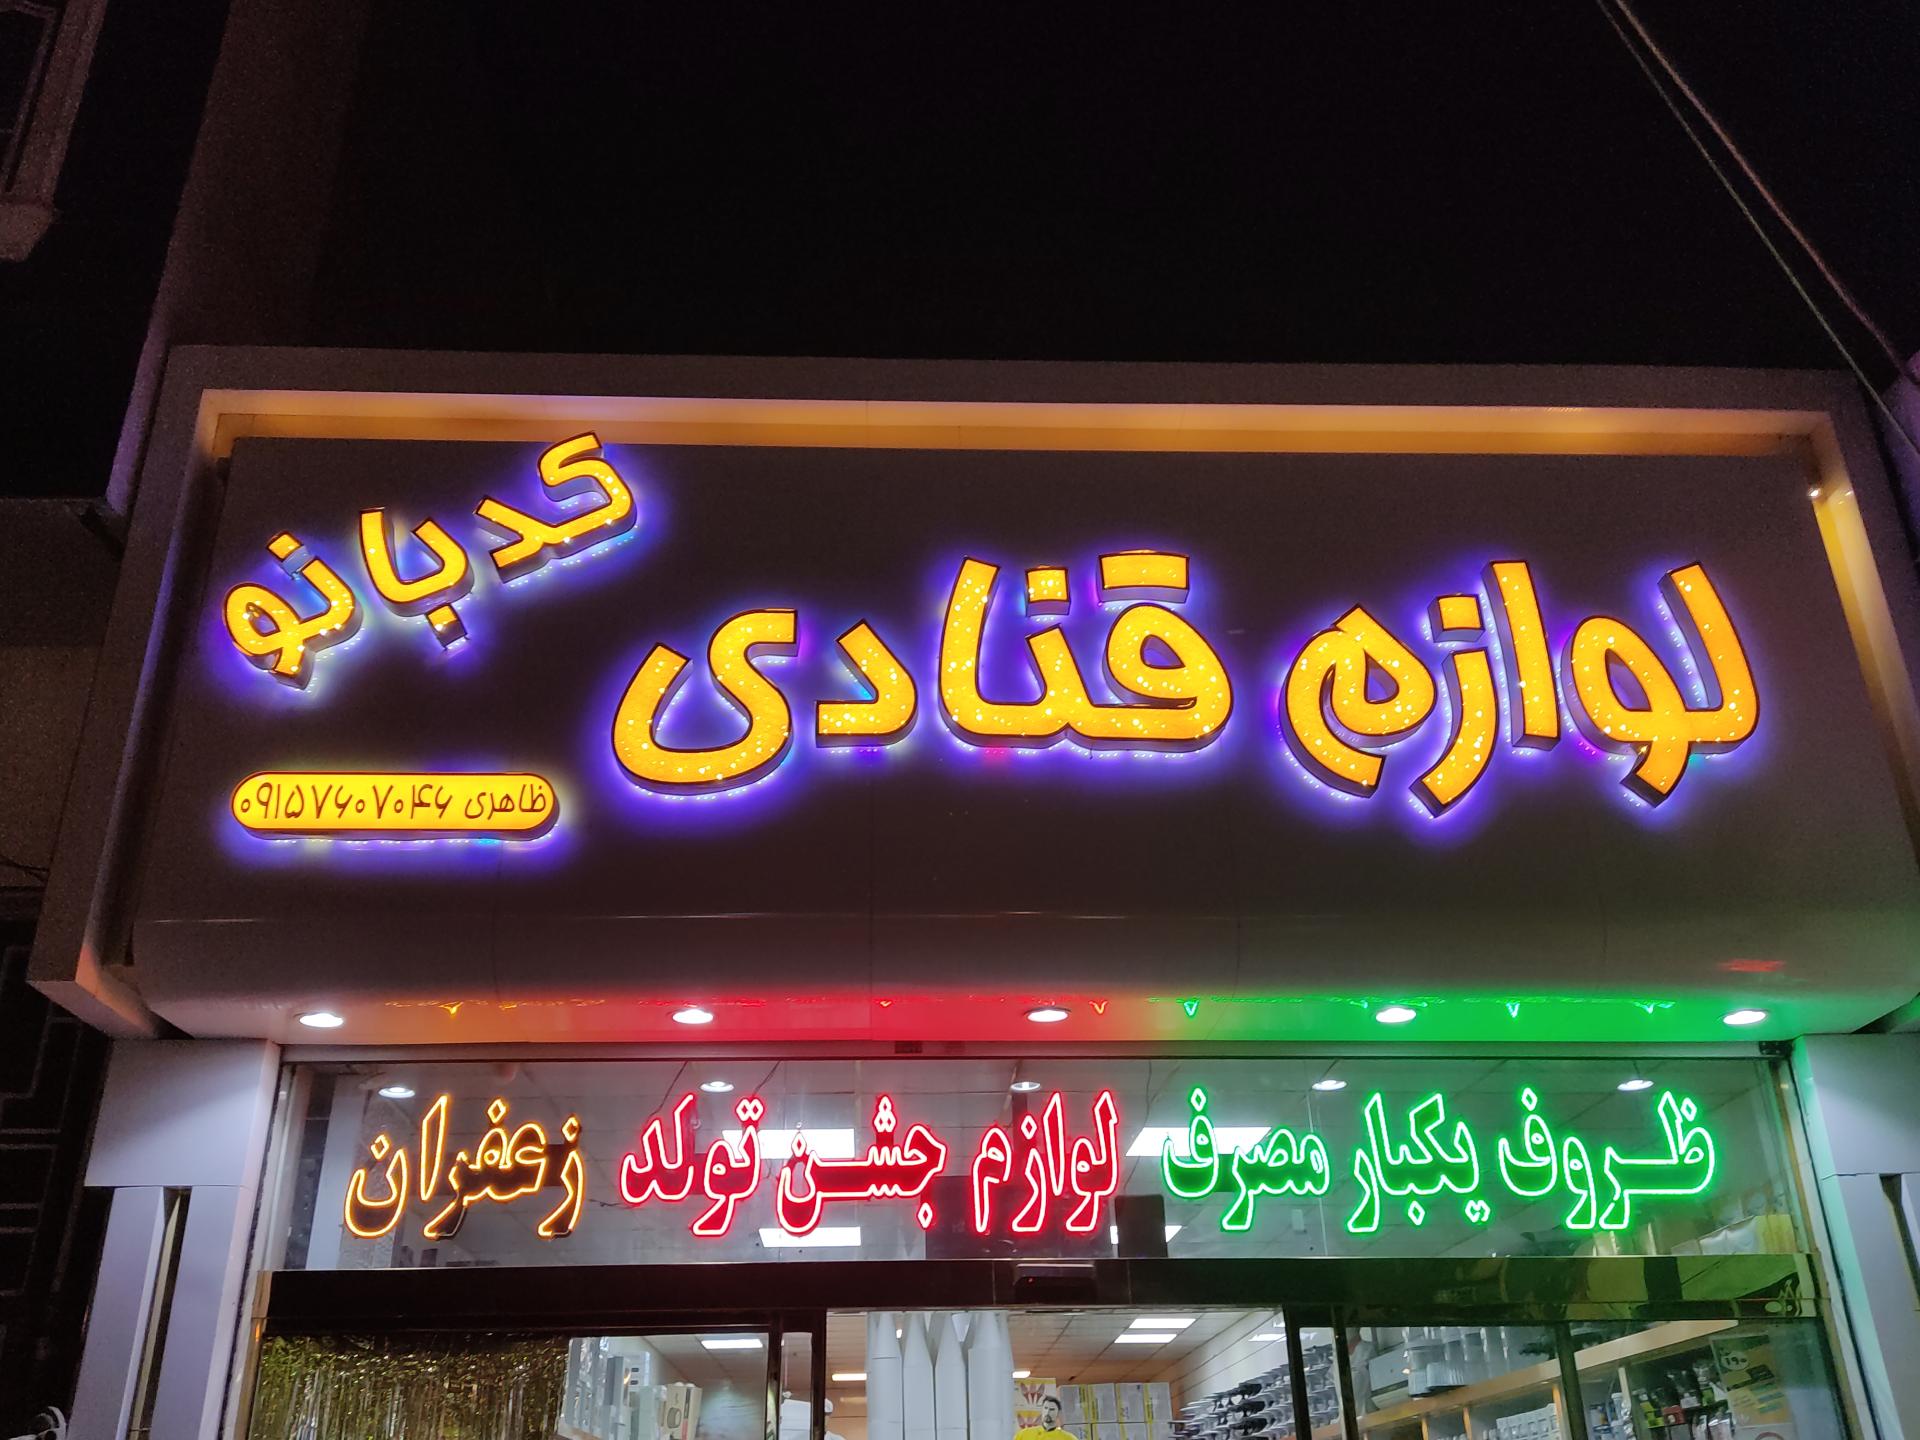 لوازم قنادی
کدبانو
ظاهری ۰۹۱۵۷۶۰۷۰۴۶
ظروف یکبار مصرف لوازم جشن تولد زعفران